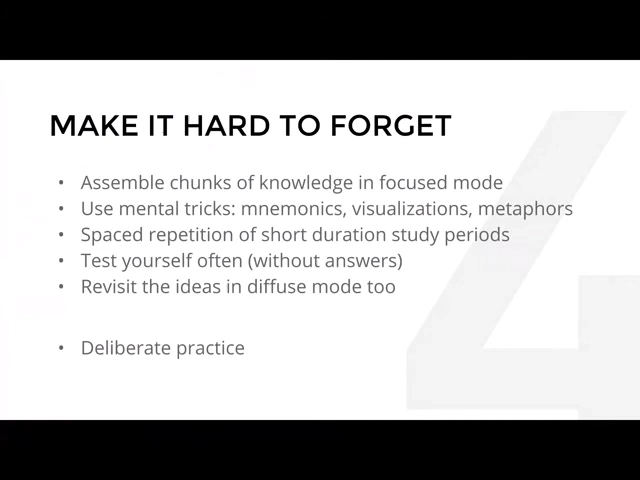 MAKE IT HARD TO FORGET
• Assemble chunks of knowledge in focused mode
• Use mental tricks: mnemonics, visualizations, metaphors
• Spaced repetition of short duration study periods
• Test yourself often (without answers)
• Revisit the ideas in diffuse mode too
• Deliberate practice
4